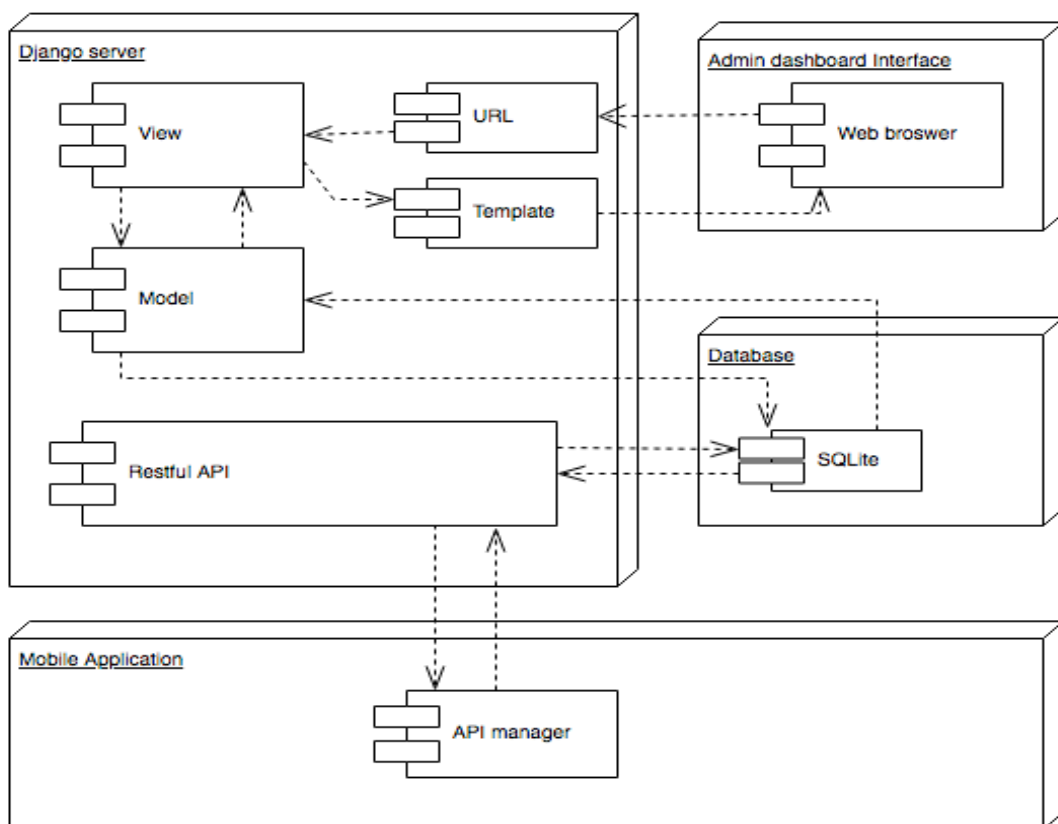 Django server
View
URL
Template
Model
Restful API
Admin dashboard Interface
Web broswer
Database
SQLite
Mobile Application
API manager